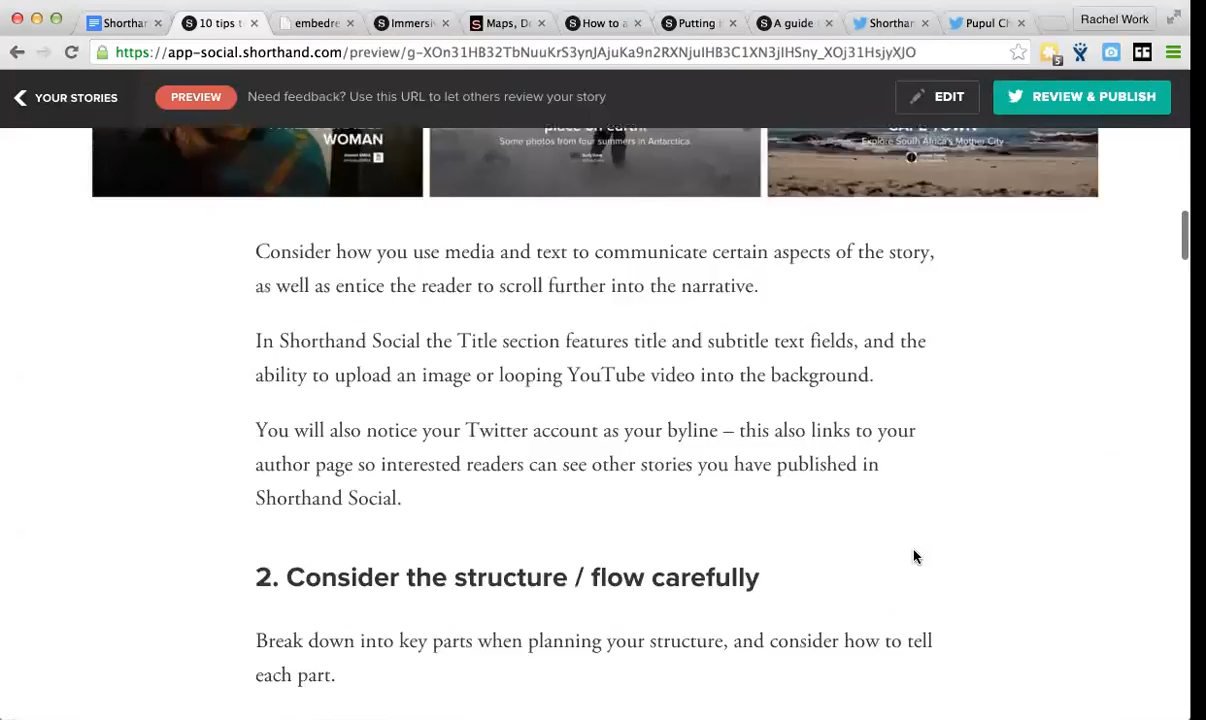 Shorthar
10 tips t
embedre
Immersiv
Maps, D
How to a
Putting
A guide
Shorthan
Pupul Ch
Rachel Work
https://app-social.shorthand.com/preview/g-XOn31HB32TbNuuKrS3ynJAjuKa9n2RXNjuIHB3C1XN3jIHSny_XOj31HsjyXJO
5
YOUR STORIES
PREVIEW
Need feedback? Use this URL to let others review your story
EDIT
REVIEW & PUBLISH
WOMAN
place on earth.
Some photos from four summers in Antarctica.
CAPE TOWN
Explore South Africa's Mother City
Consider how you use media and text to communicate certain aspects of the story,
as well as entice the reader to scroll further into the narrative.
In Shorthand Social the Title section features title and subtitle text fields, and the
ability to upload an image or looping YouTube video into the background.
You will also notice your Twitter account as your byline – this also links to your
author page so interested readers can see other stories you have published in
Shorthand Social.
2. Consider the structure / flow carefully
Break down into key parts when planning your structure, and consider how to tell
each part.